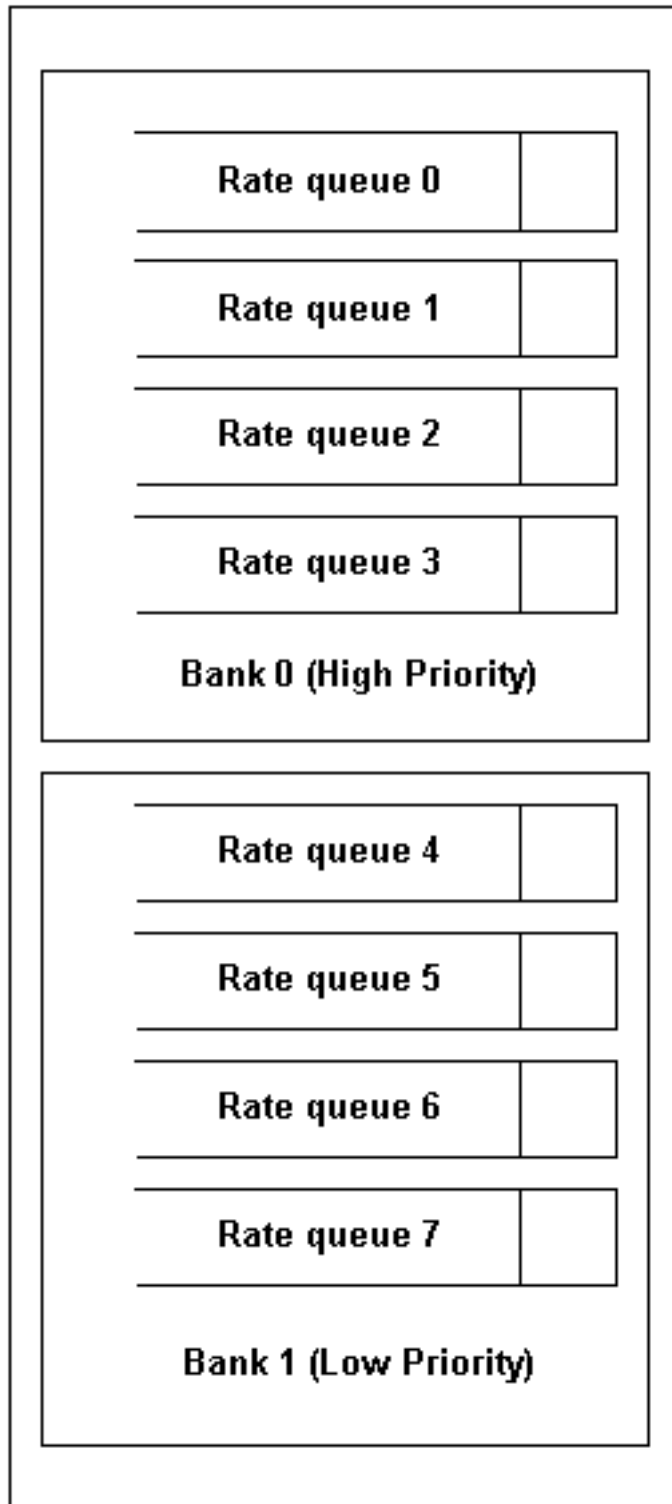 Rate queue 0
Rate queue 1
Rate queue 2
Rate queue 3
Bank 0 (High Priority)
Rate queue 4
Rate queue 5
Rate queue 6
Rate queue 7
Bank 1 (Low Priority)